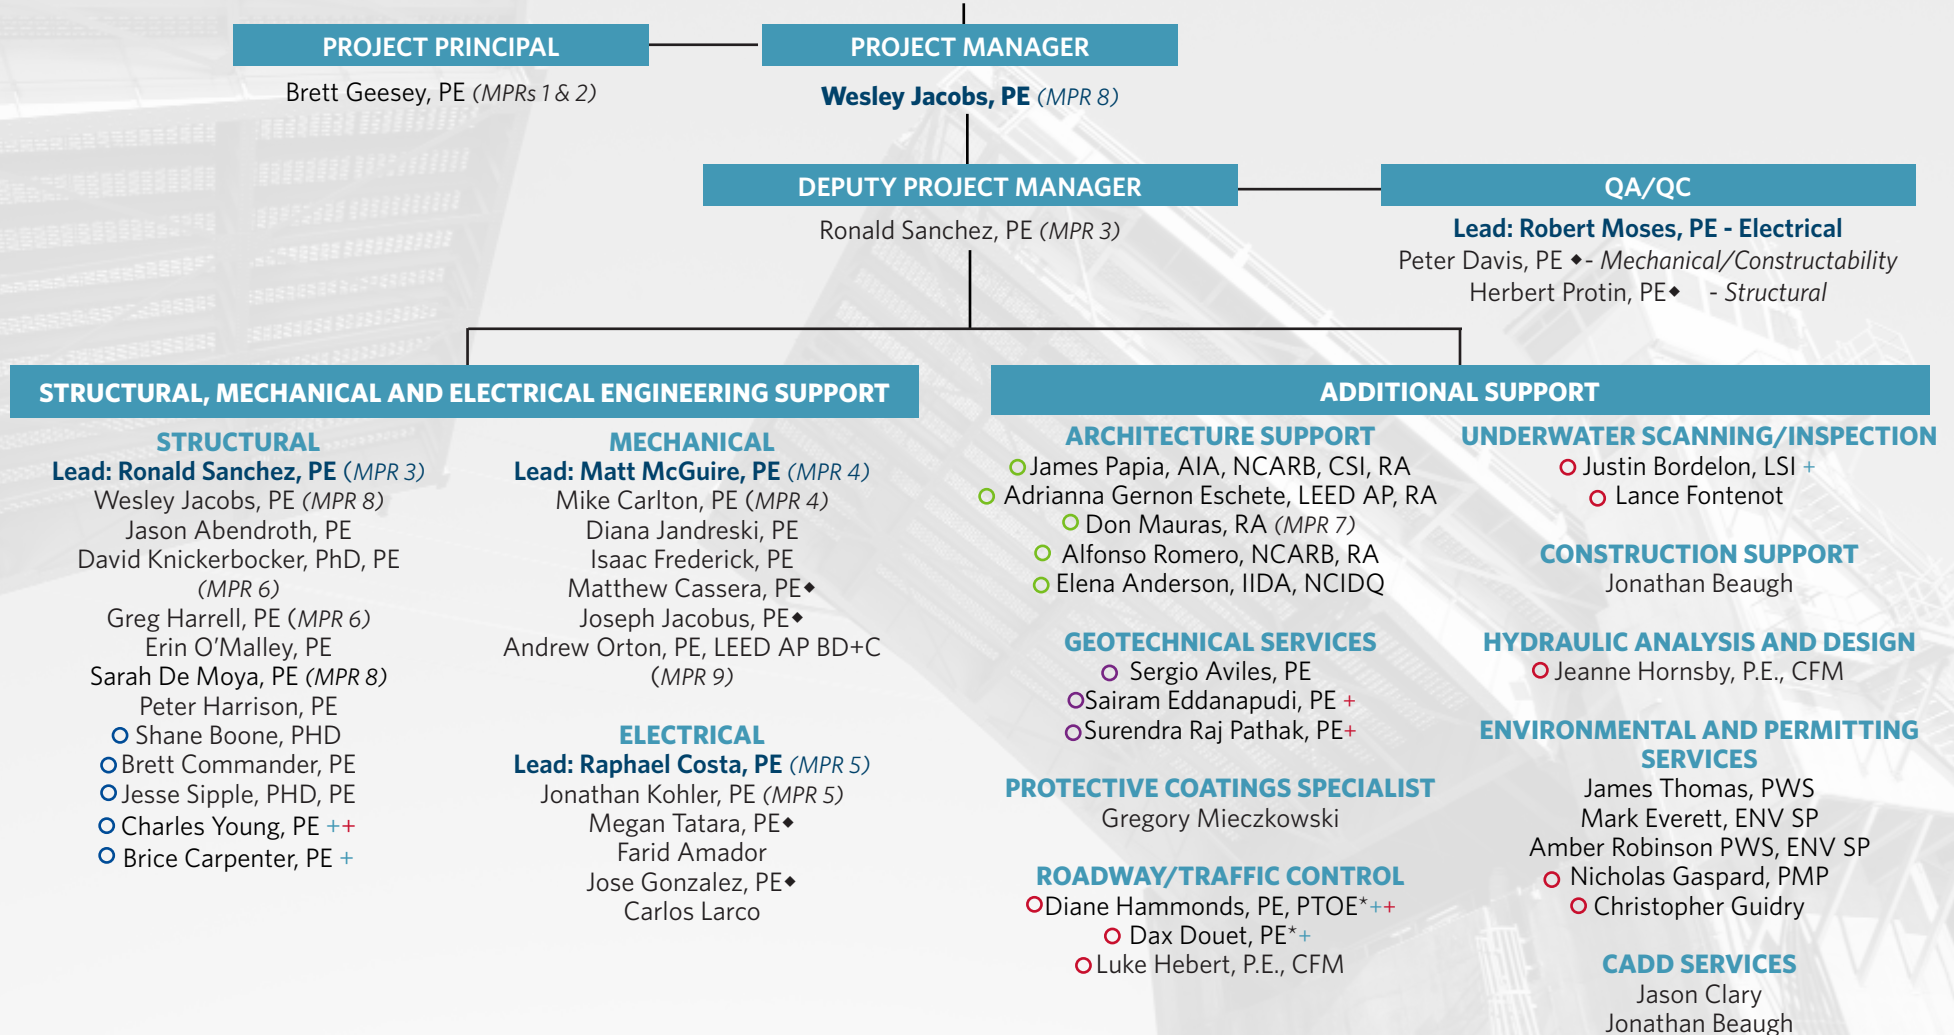 PROJECT PRINCIPAL
Brett Geesey, PE (MPRs 1 & 2)
PROJECT MANAGER
Wesley Jacobs, PE (MPR 8)
DEPUTY PROJECT MANAGER
Ronald Sanchez, PE (MPR 3)
QA/QC
Lead: Robert Moses, PE - Electrical
Peter Davis, PE ◆- Mechanical/Constructability
Herbert Protin, PE◆ - Structural
STRUCTURAL, MECHANICAL AND ELECTRICAL ENGINEERING SUPPORT
STRUCTURAL
Lead: Ronald Sanchez, PE (MPR 3)
Wesley Jacobs, PE (MPR 8)
Jason Abendroth, PE
David Knickerbocker, PhD, PE
(MPR 6)
Greg Harrell, PE (MPR 6)
Erin O'Malley, PE
Sarah De Moya, PE (MPR 8)
Peter Harrison, PE
Shane Boone, PHD
Brett Commander, PE
Jesse Sipple, PHD, PE
Charles Young, PE ++
Brice Carpenter, PE +
MECHANICAL
Lead: Matt McGuire, PE (MPR 4)
Mike Carlton, PE (MPR 4)
Diana Jandreski, PE
Isaac Frederick, PE
Matthew Cassera, PE◆
Joseph Jacobus, PE◆
Andrew Orton, PE, LEED AP BD+C
(MPR 9)
ELECTRICAL
Lead: Raphael Costa, PE (MPR 5)
Jonathan Kohler, PE (MPR 5)
Megan Tatara, PE◆
Farid Amador
Jose Gonzalez, PE◆
Carlos Larco
ADDITIONAL SUPPORT
ARCHITECTURE SUPPORT
James Papia, AIA, NCARB, CSI, RA
Adrianna Gernon Eschete, LEED AP, RA
Don Mauras, RA (MPR 7)
Alfonso Romero, NCARB, RA
Elena Anderson, IIDA, NCIDQ
GEOTECHNICAL SERVICES
Sergio Aviles, PE
Sairam Eddanapudi, PE +
Surendra Raj Pathak, PE+
PROTECTIVE COATINGS SPECIALIST
Gregory Mieczkowski
ROADWAY/TRAFFIC CONTROL
Diane Hammonds, PE, PTOE*++
Dax Douet, PE*+
Luke Hebert, P.E., CFM
UNDERWATER SCANNING/INSPECTION
Justin Bordelon, LSI +
Lance Fontenot
CONSTRUCTION SUPPORT
Jonathan Beaugh
HYDRAULIC ANALYSIS AND DESIGN
Jeanne Hornsby, P.E., CFM
ENVIRONMENTAL AND PERMITTING
SERVICES
James Thomas, PWS
Mark Everett, ENV SP
Amber Robinson PWS, ENV SP
Nicholas Gaspard, PMP
Christopher Guidry
CADD SERVICES
Jason Clary
Jonathan Beaugh